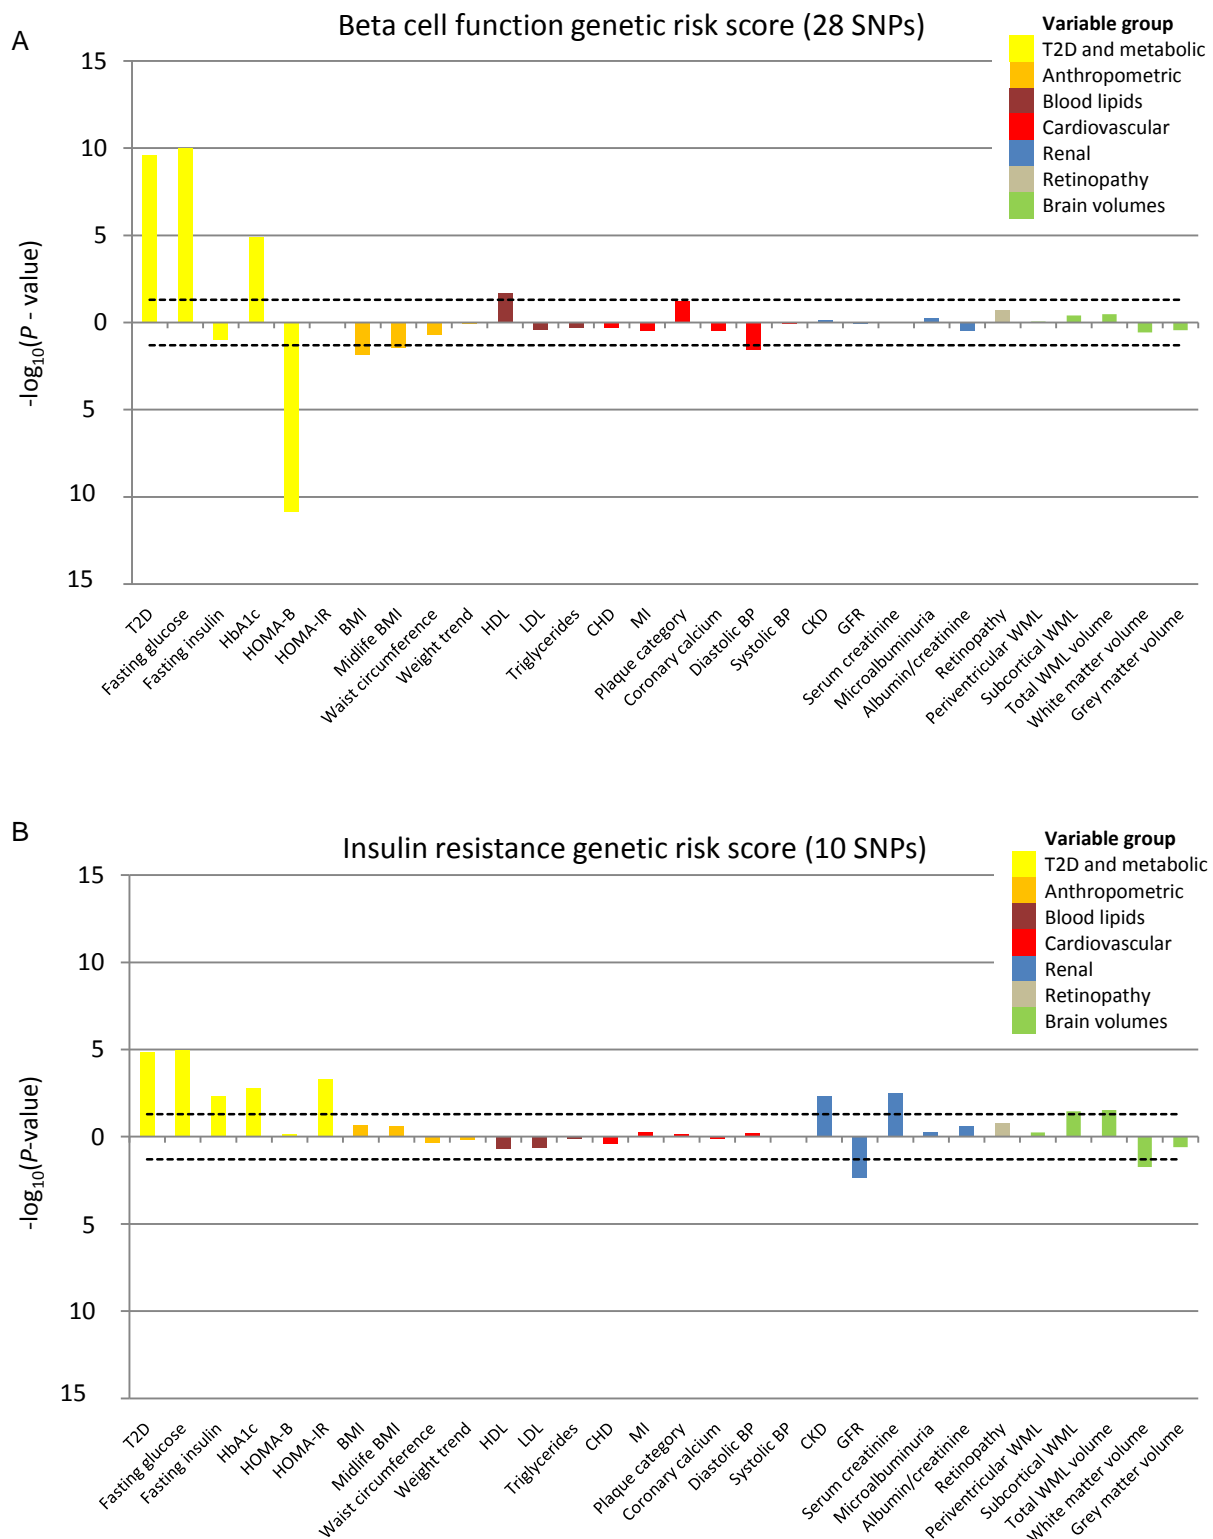 A
Beta cell function genetic risk score (28 SNPs)
Variable group
T2D and metabolic
Anthropometric
Blood lipids
Cardiovascular
Renal
Retinopathy
Brain volumes
15
10
5
0
5
10
15
-log10(P - value)
T2D
Fasting glucose
Fasting insulin
HbA1c
HOMA-B
HOMA-IR
BMI
Midlife BMI
Waist circumference
Weight trend
HDL
LDL
Triglycerides
CHD
MI
Plaque category
Coronary calcium
Diastolic BP
Systolic BP
CKD
GFR
Serum creatinine
Microalbuminuria
Albumin/creatinine
Retinopathy
Periventricular WML
Subcortical WML
Total WML volume
White matter volume
Grey matter volume
B
Insulin resistance genetic risk score (10 SNPs)
Variable group
T2D and metabolic
Anthropometric
Blood lipids
Cardiovascular
Renal
Retinopathy
Brain volumes
15
10
5
0
5
10
15
-log10(P-value)
T2D
Fasting glucose
Fasting insulin
HbA1c
HOMA-B
HOMA-IR
BMI
Midlife BMI
Waist circumference
Weight trend
HDL
LDL
Triglycerides
CHD
MI
Plaque category
Coronary calcium
Diastolic BP
Systolic BP
CKD
GFR
Serum creatinine
Microalbuminuria
Albumin/creatinine
Retinopathy
Periventricular WML
Subcortical WML
Total WML volume
White matter volume
Grey matter volume